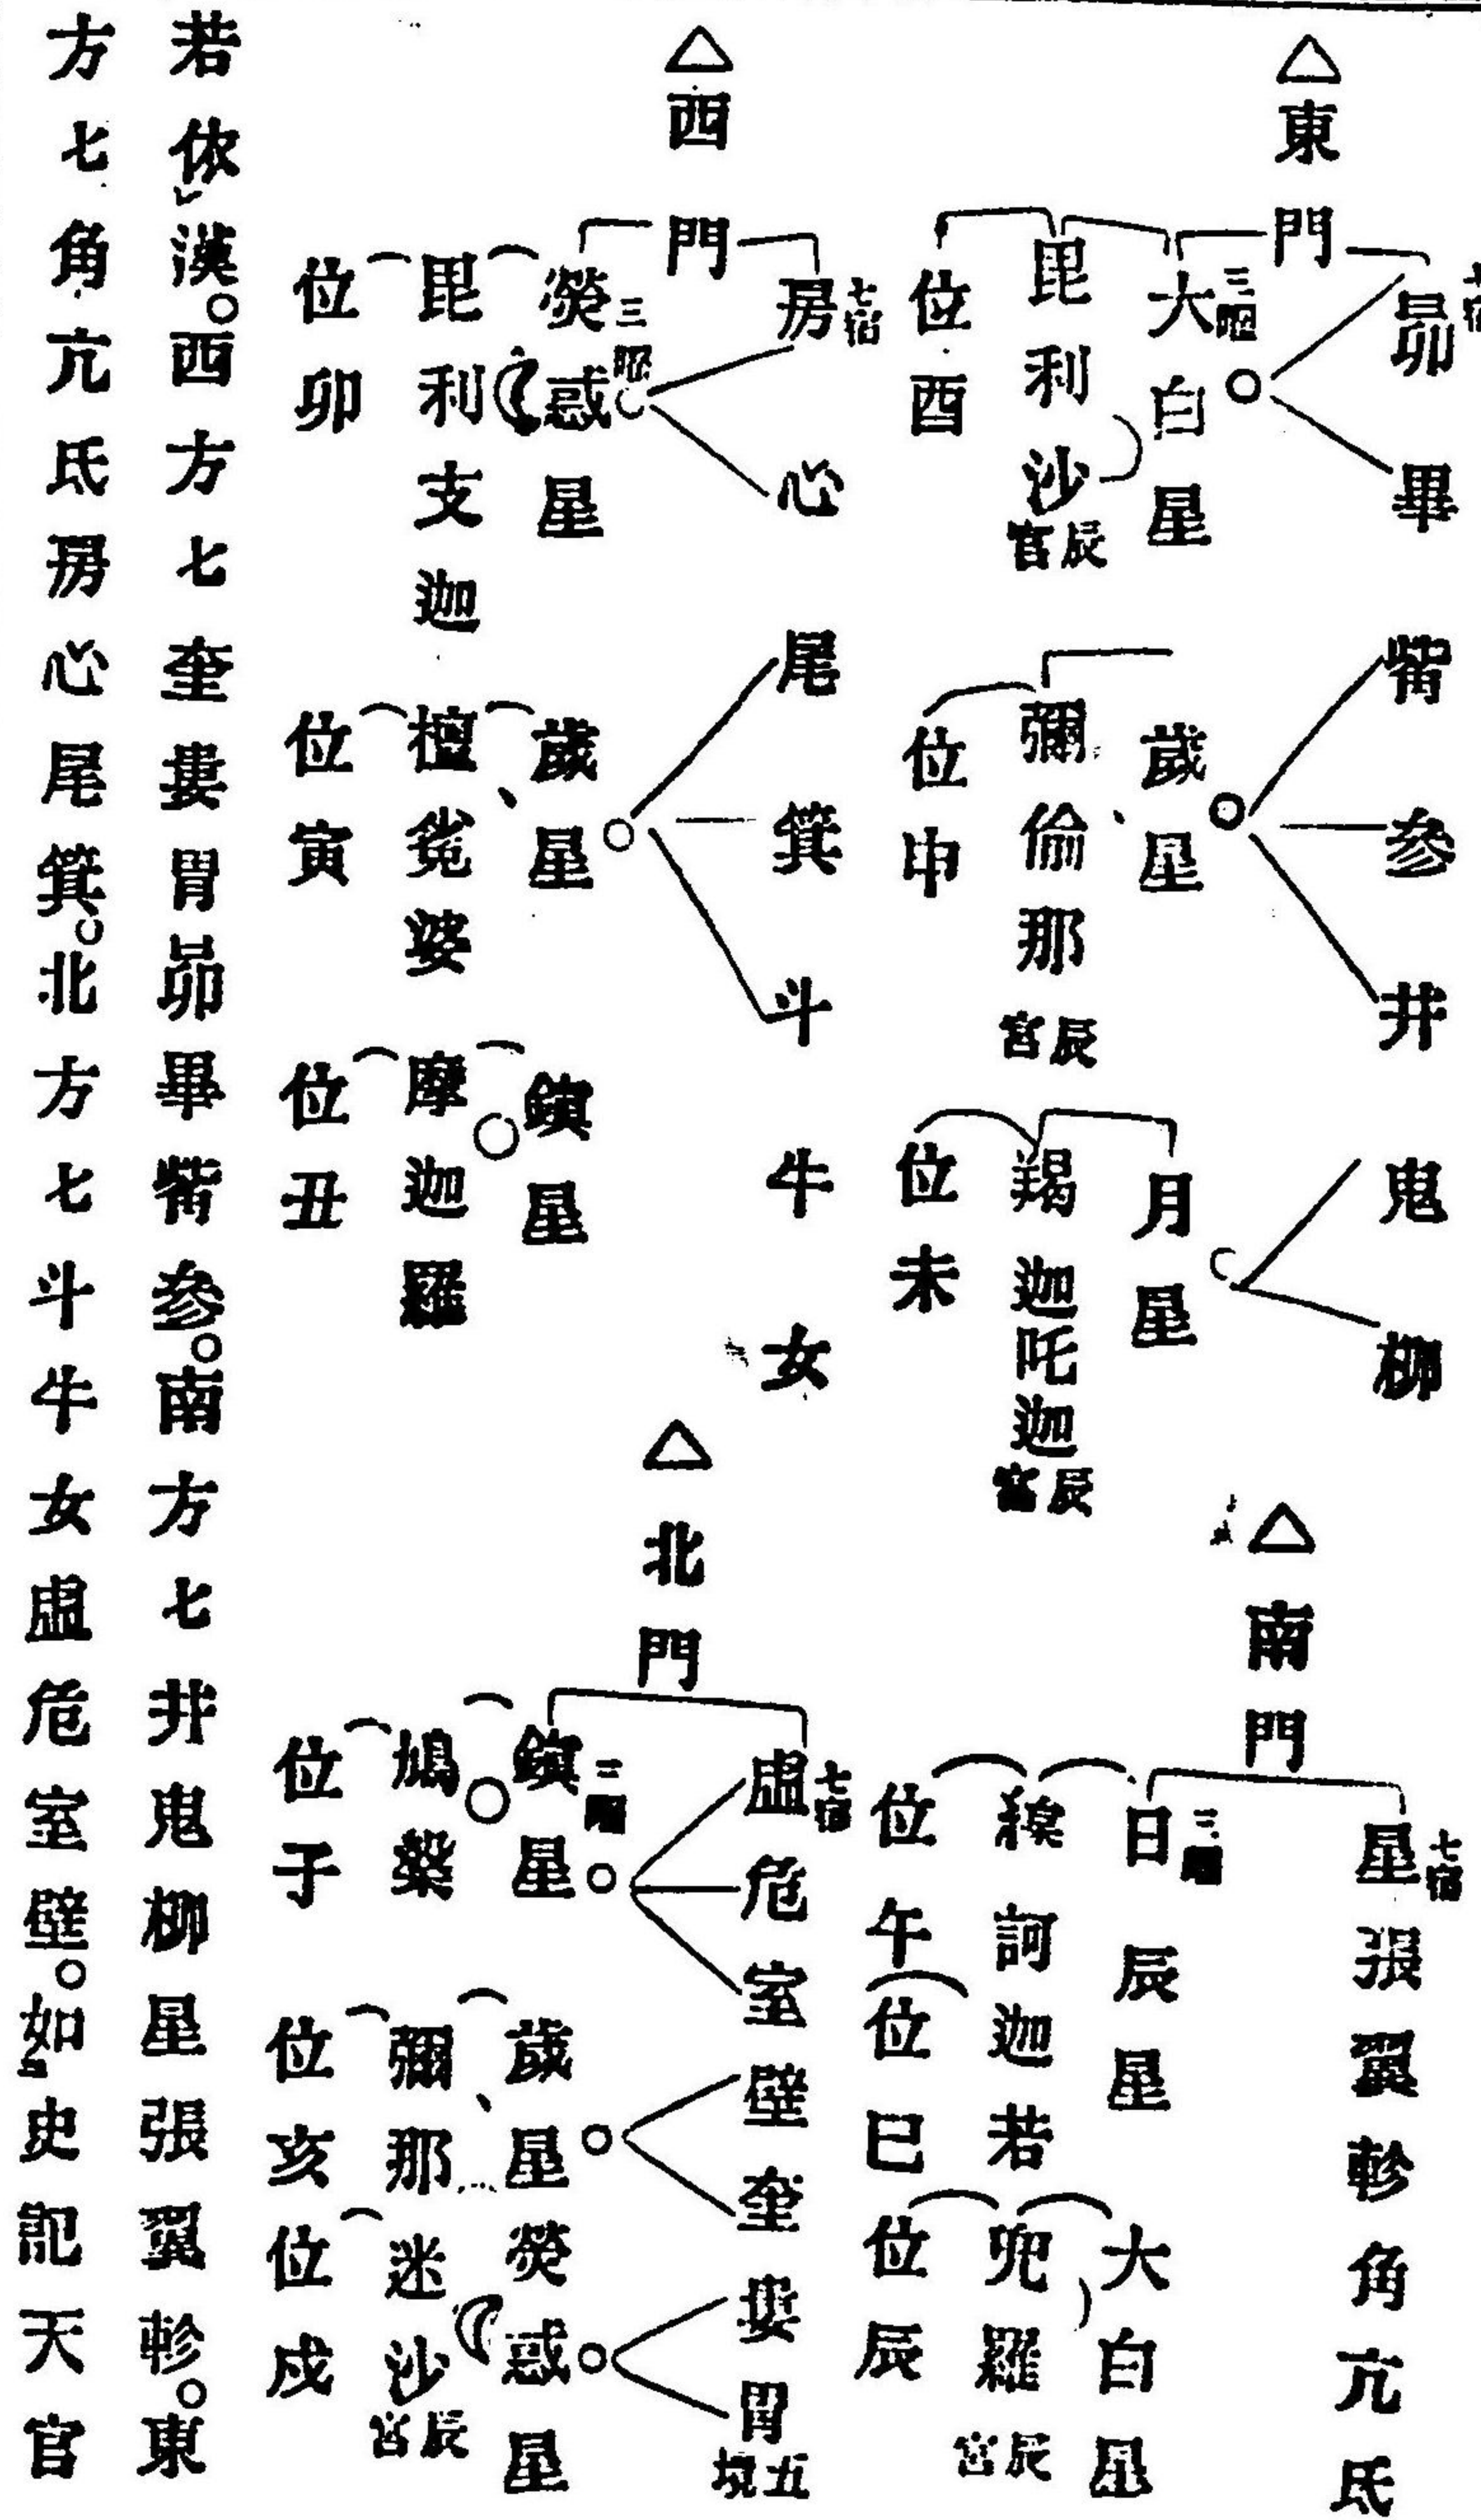 △東門
昴畢 觜參井 鬼柳
七宿
大白星 歲星 月星
毘利沙 彌偷那 羯迦吒迦
辰宮 辰宮 辰宮
位酉 位申 位未
△南門
星張翼軫角亢氐
七宿
日 辰星 大白星
訶迦若 兜羅
辰宮
位午 位巳 位辰
△西門
房心 尾箕斗 牛女
七宿
熒惑星 歲星 鎮星
毘利支迦 檀㝹婆 摩迦羅
位卯 位寅 位丑
△北門
虛危室壁奎婁胃
七宿
鎮星 歲星 熒惑星
鳩槃 彌那 迷沙
辰宮
位子 位亥 位戌
若依漢。西方七奎婁胃昴畢觜參。南方七井鬼柳星張翼軫。東
方七角亢氐房心尾箕。北方七斗牛女虛危室壁。如史記天官